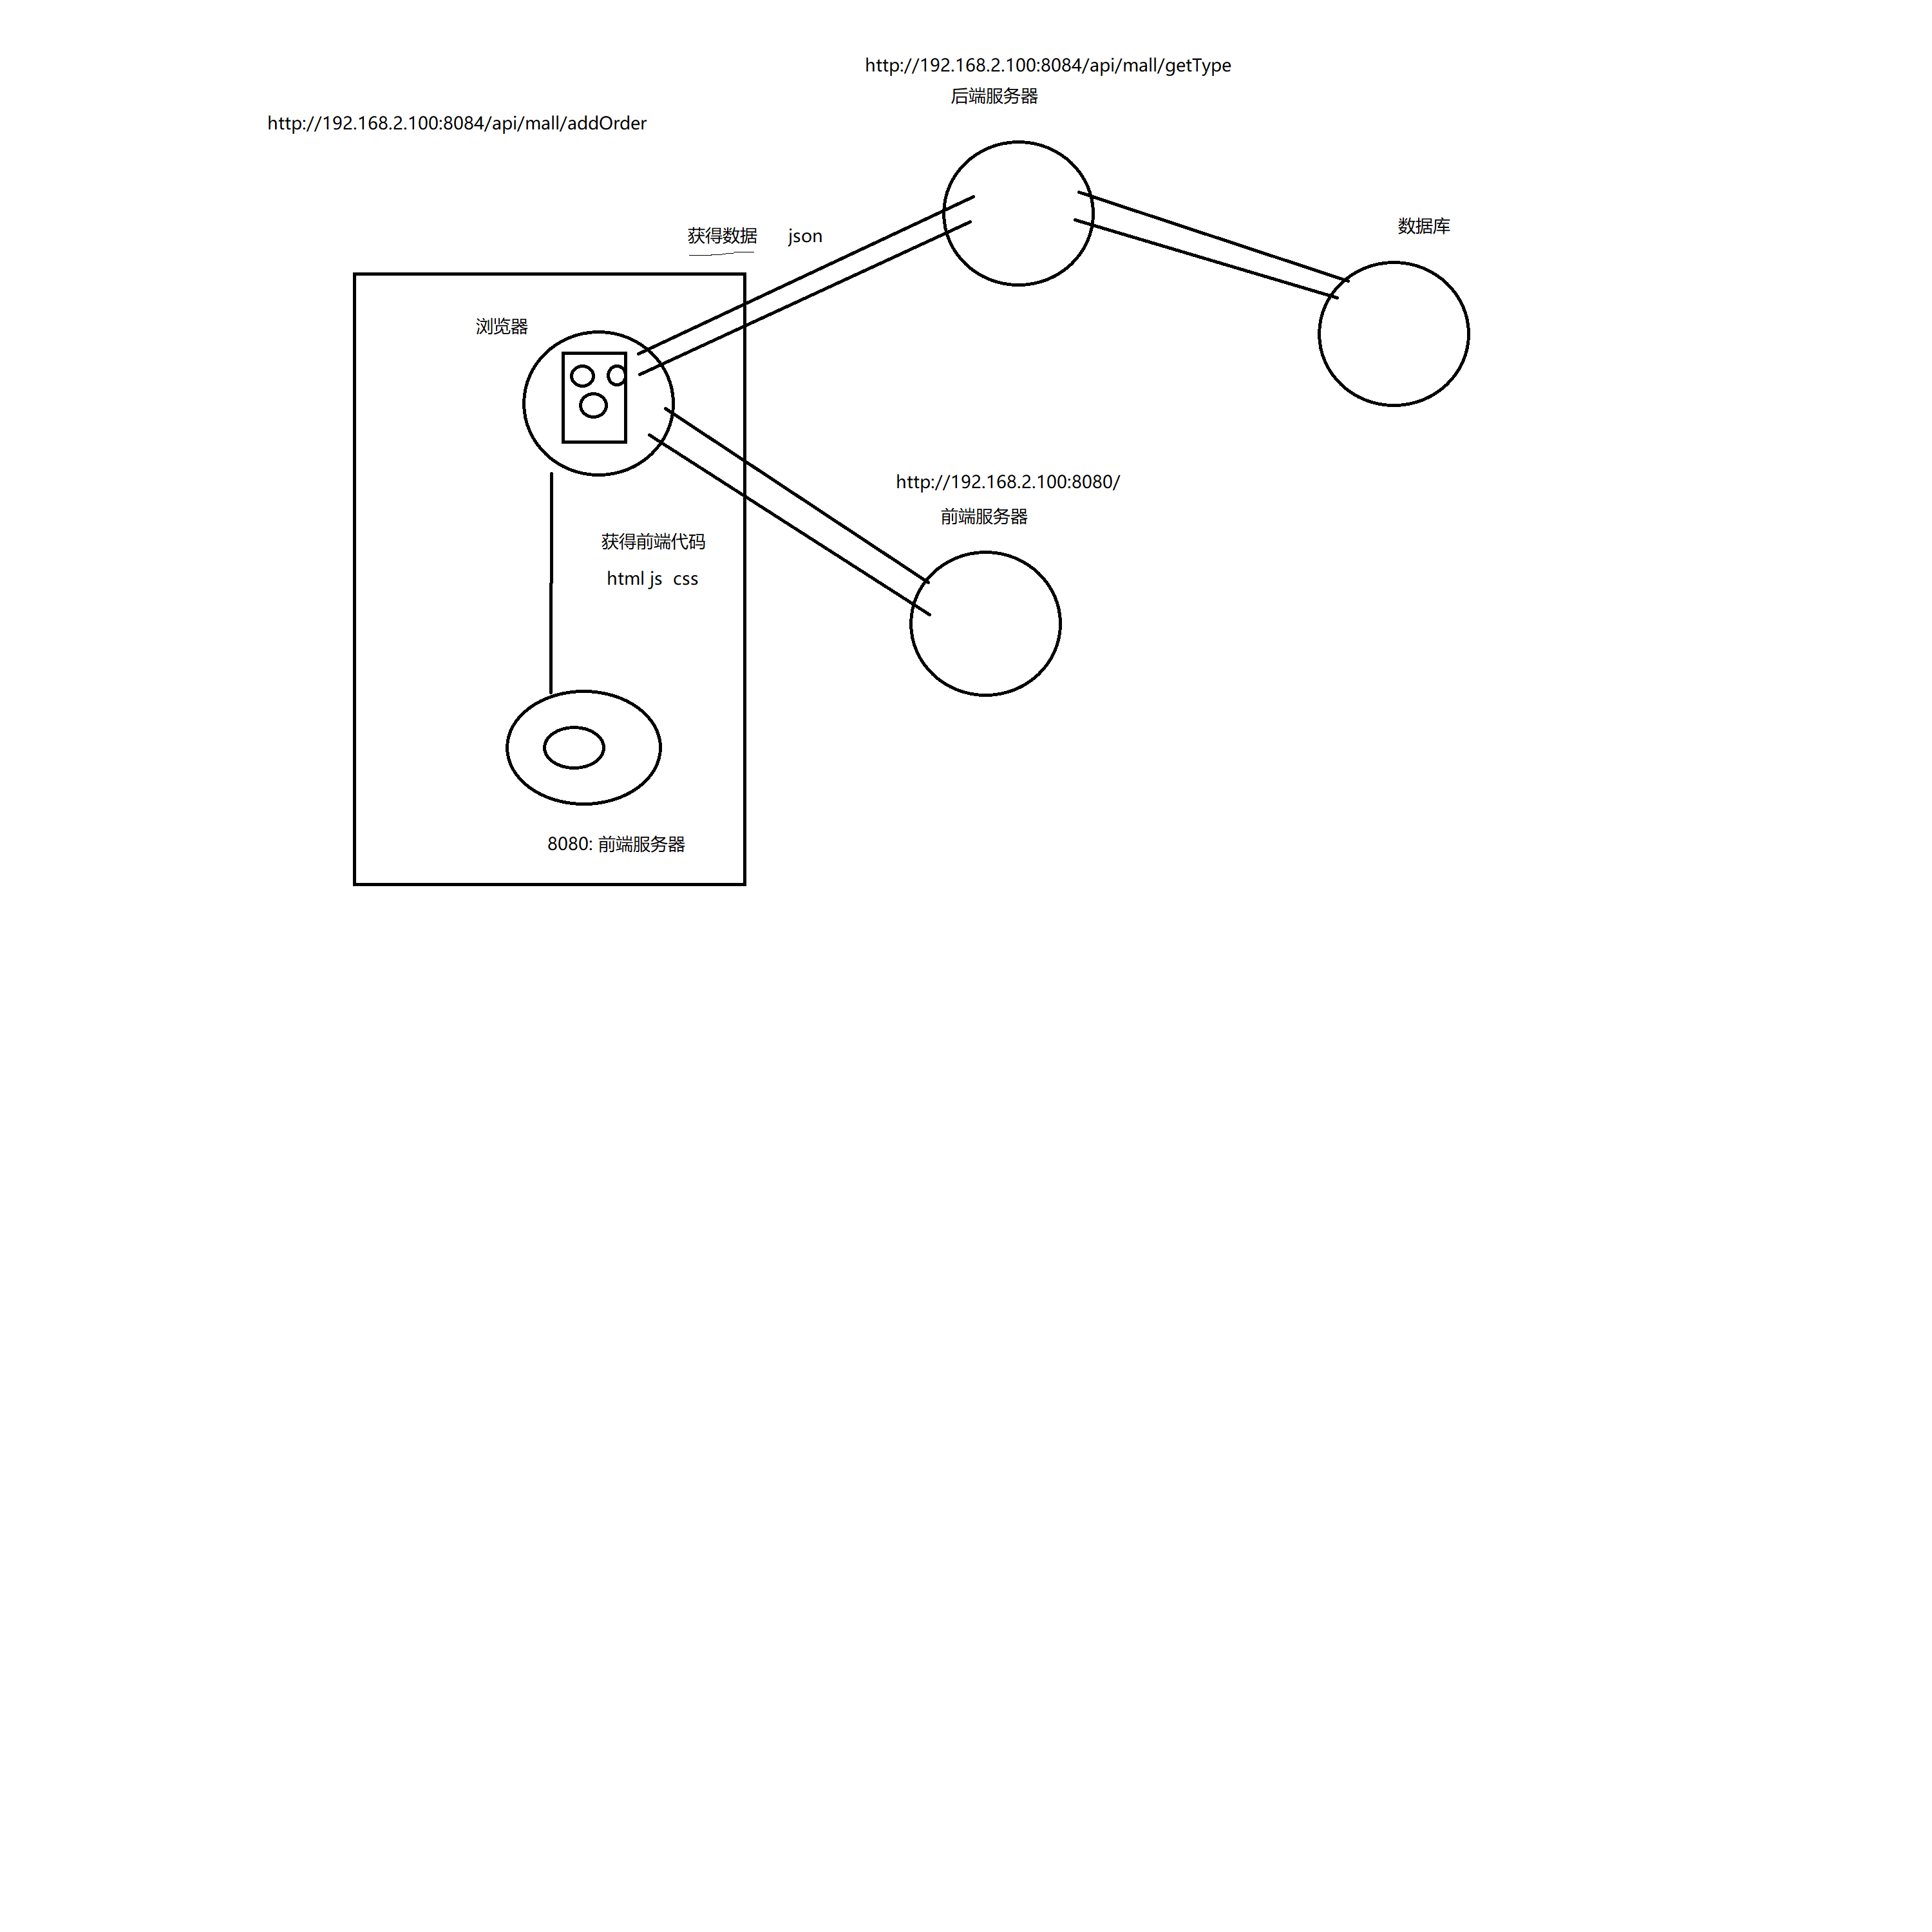 http://192.168.2.100:8084/api/mall/getType
后端服务器
http://192.168.2.100:8084/api/mall/addOrder
数据库
获得数据 json
浏览器
http://192.168.2.100:8080/
前端服务器
获得前端代码
html js css
8080: 前端服务器